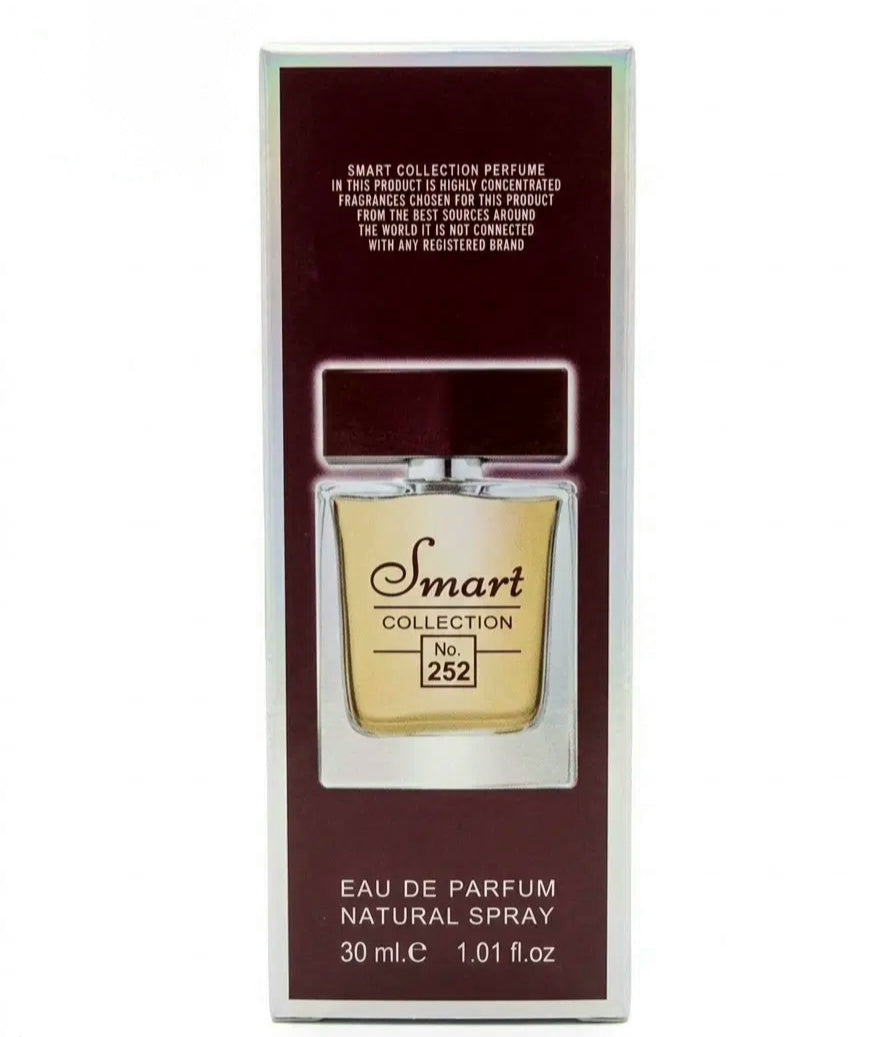 SMART COLLECTION PERFUME
IN THIS PRODUCT IS HIGHLY CONCENTRATED
FRAGRANCES CHOSEN FOR THIS PRODUCT
FROM THE BEST SOURCES AROUND
THE WORLD IT IS NOT CONNECTED
WITH ANY REGISTERED BRAND
Smart
COLLECTION
No.
252
EAU DE PARFUM
NATURAL SPRAY
30 ml.℮ 1.01 fl.oz